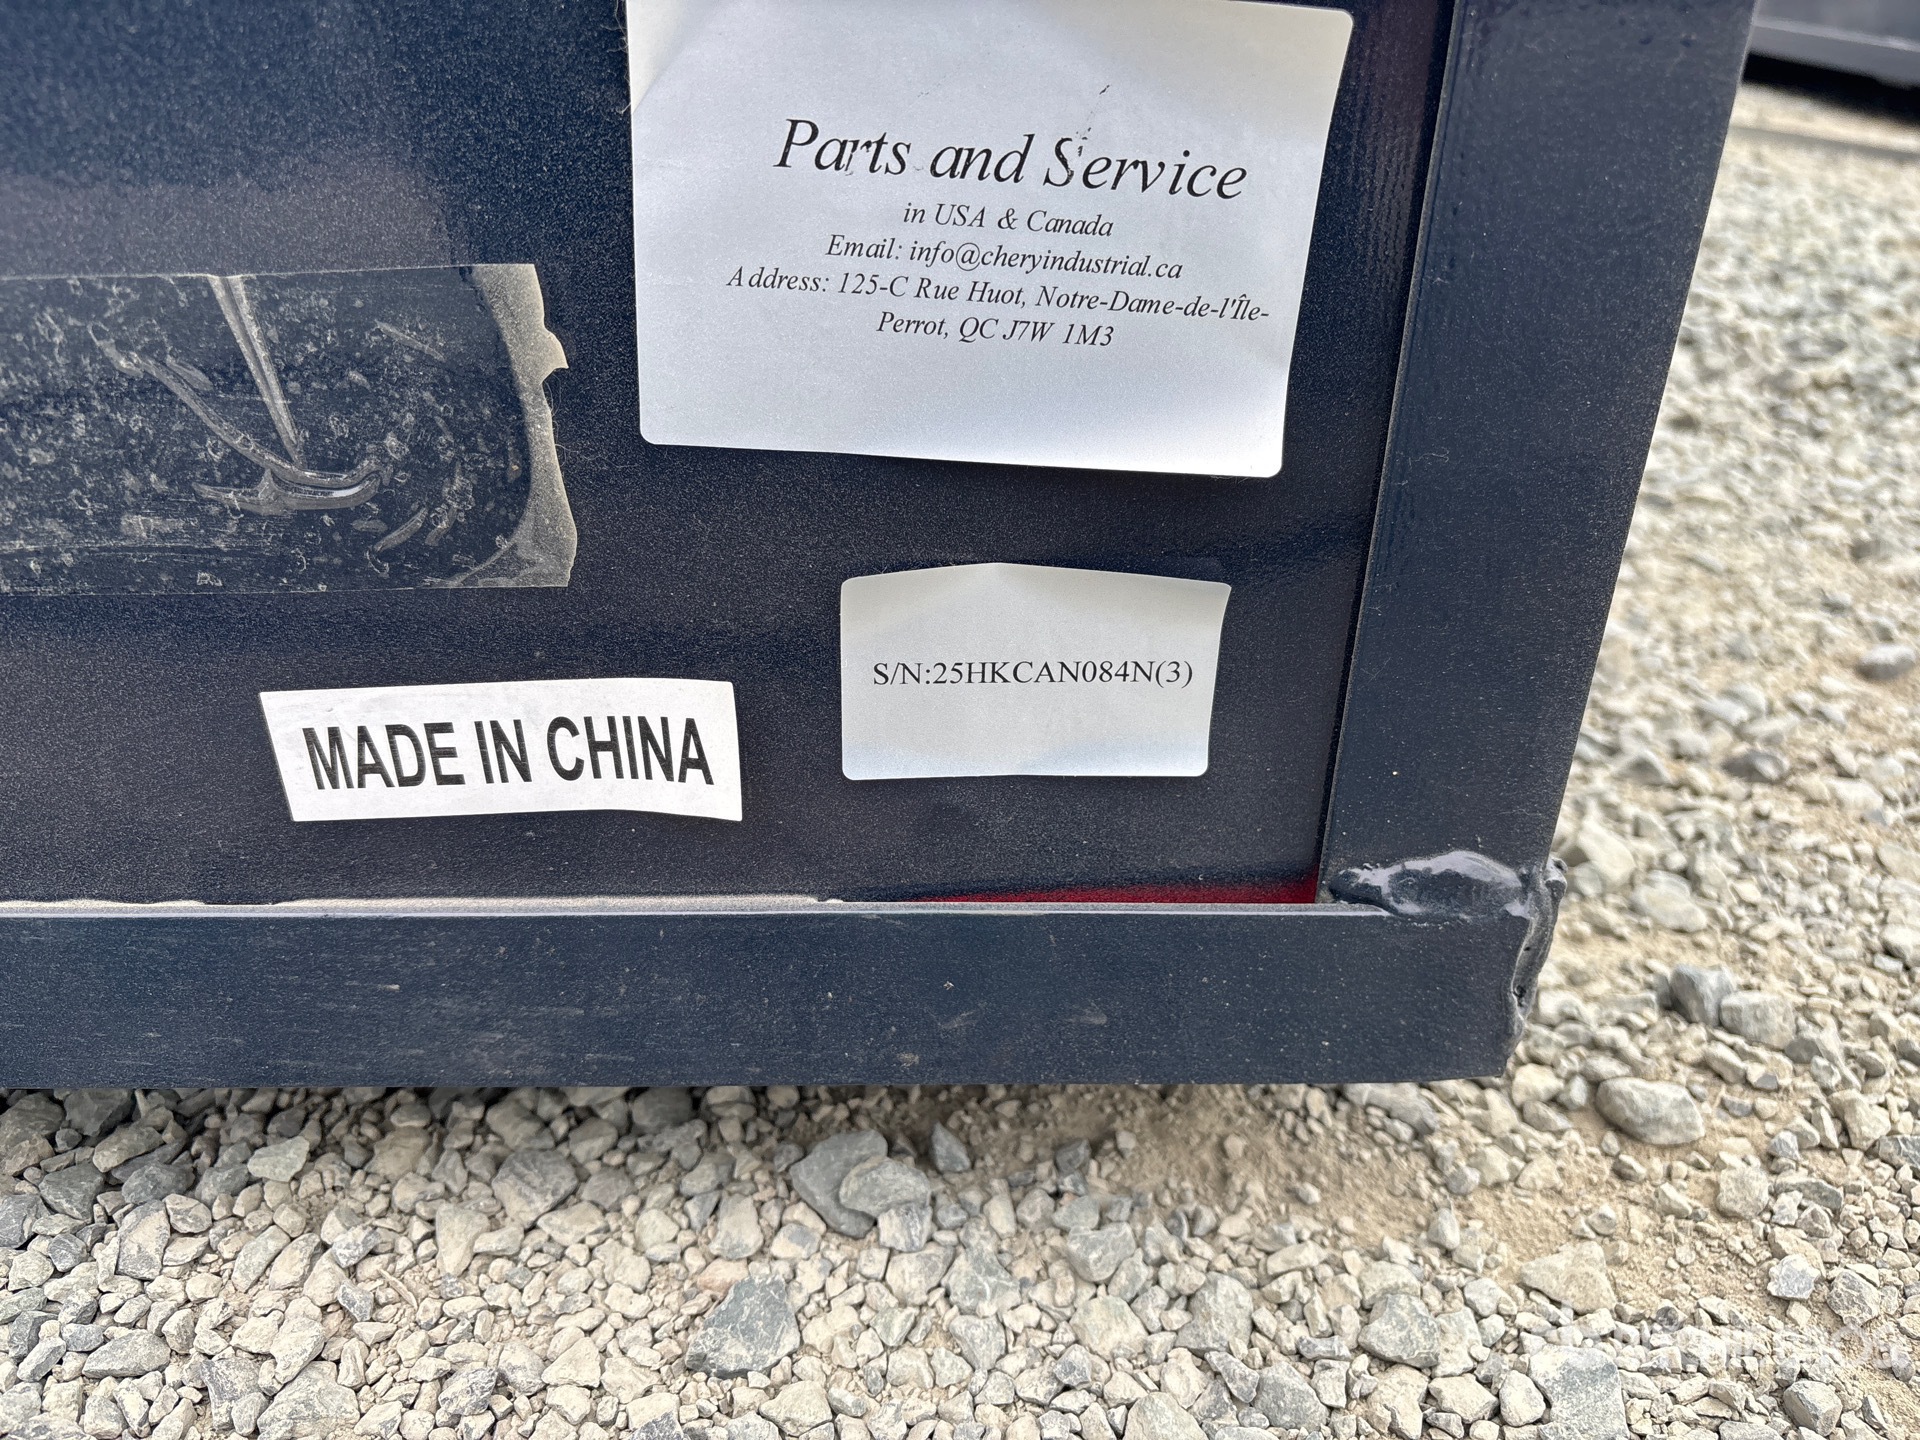 Parts and Service
in USA & Canada
Email: info@cheryindustrial.ca
Address: 125-C Rue Huot, Notre-Dame-de-l'Île-
Perrot, QC J7W 1M3
S/N:25HKCAN084N(3)
MADE IN CHINA